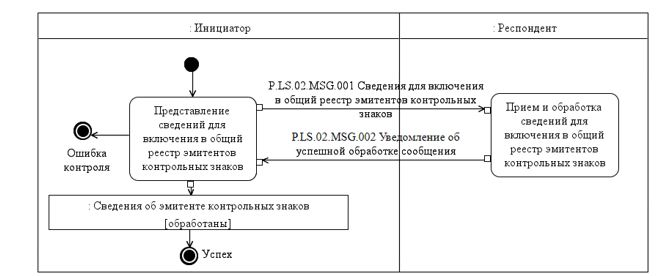 : Инициатор
: Респондент
P.LS.02.MSG.001 Сведения для включения
в общий реестр эмитентов контрольных
знаков
Представление
сведений для
включения в общий
реестр эмитентов
контрольных знаков
Прием и обработка
сведений для
включения в общий
реестр эмитентов
контрольных знаков
P.LS.02.MSG.002 Уведомление об
успешной обработке сообщения
Ошибка
контроля
: Сведения об эмитенте контрольных знаков
[обработаны]
Успех